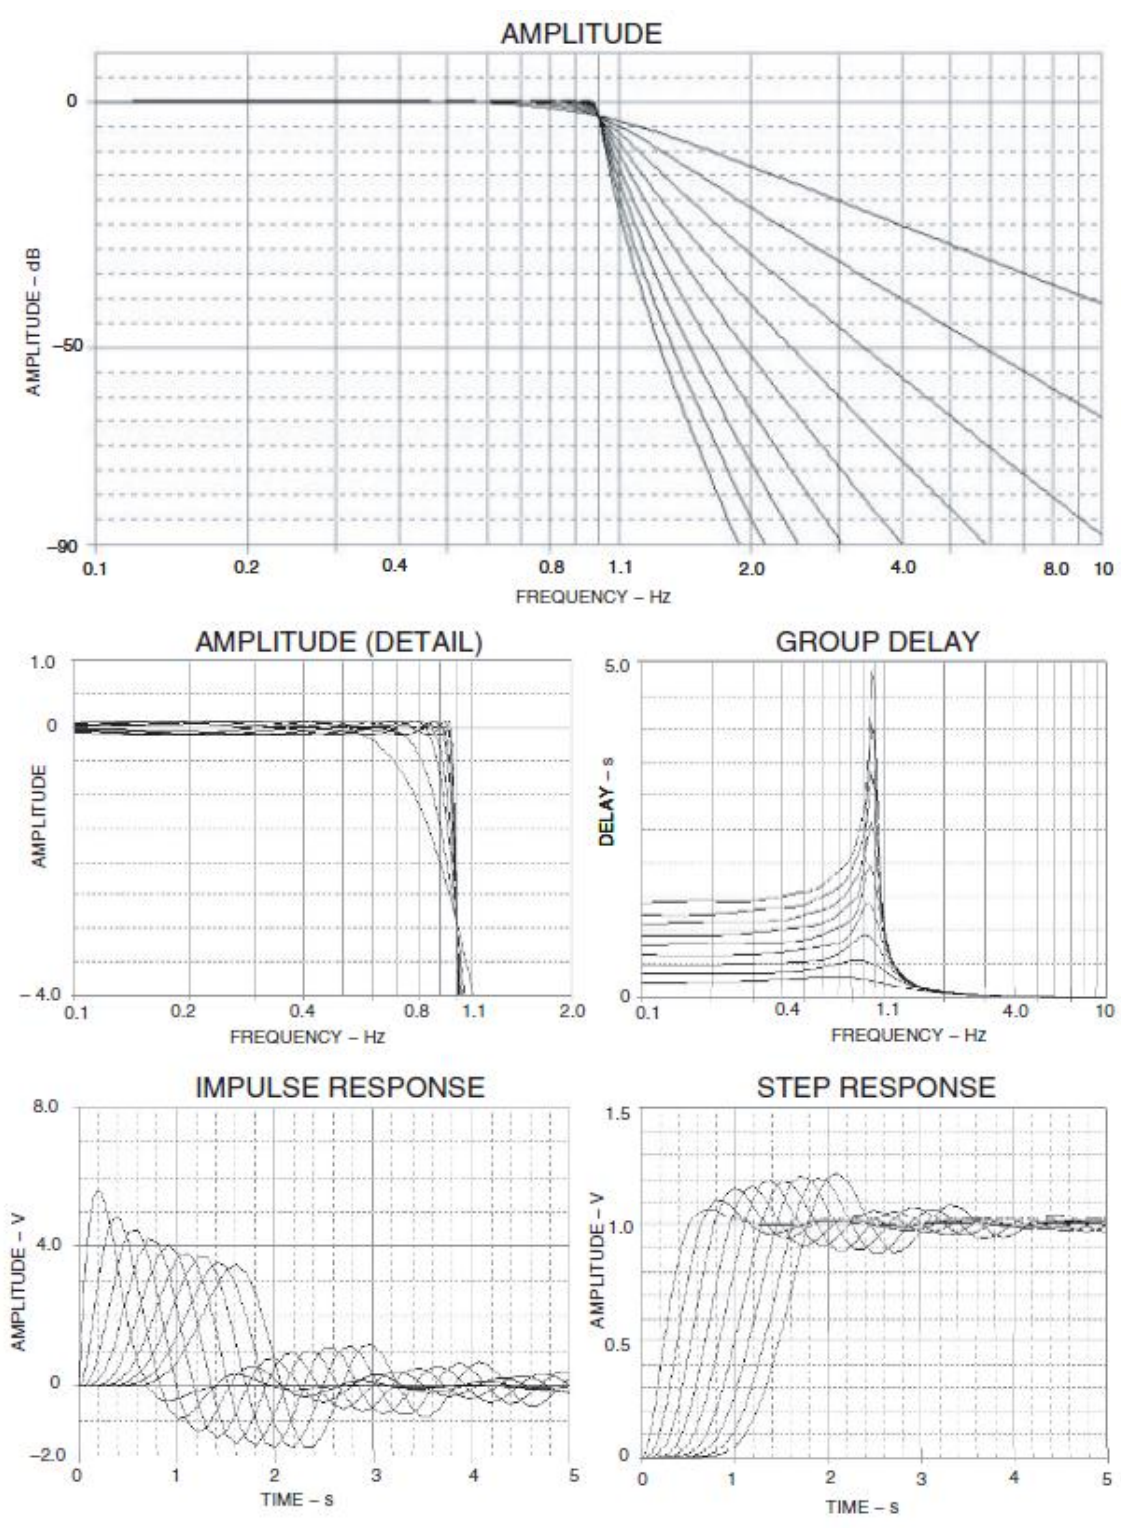 AMPLITUDE
0
AMPLITUDE – dB
–50
–90
0.1 0.2 0.4 0.8 1.1 2.0 4.0 8.0 10
FREQUENCY – Hz
AMPLITUDE (DETAIL)
1.0
0
AMPLITUDE
– 4.0
0.1 0.2 0.4 0.8 1.1 2.0
FREQUENCY – Hz
GROUP DELAY
5.0
DELAY – s
0
0.1 0.4 1.1 4.0 10
FREQUENCY – Hz
IMPULSE RESPONSE
8.0
AMPLITUDE – V
4.0
0
–2.0
0 1 2 3 4 5
TIME – s
STEP RESPONSE
1.5
AMPLITUDE – V
1.0
0.5
0
0 1 2 3 4 5
TIME – s